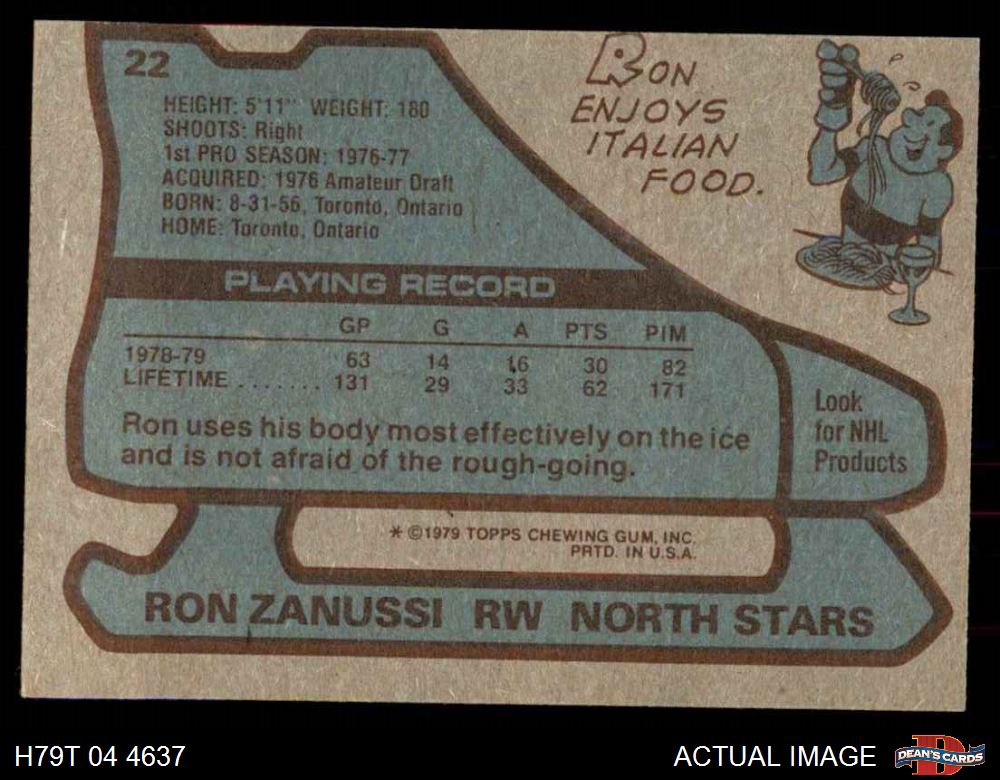 22
HEIGHT: 5'11" WEIGHT: 180
SHOOTS: Right
1st PRO SEASON: 1976-77
ACQUIRED: 1976 Amateur Draft
BORN: 8-31-56, Toronto, Ontario
HOME: Toronto, Ontario
RON
ENJOYS
ITALIAN
FOOD.
PLAYING RECORD
GP G A PTS PIM
1978-79 63 14 16 30 82
LIFETIME ....... 131 29 33 62 171
Ron uses his body most effectively on the ice
and is not afraid of the rough-going.
Look
for NHL
Products
* ©1979 TOPPS CHEWING GUM, INC.
PRTD. IN U.S.A.
RON ZANUSSI RW NORTH STARS
H79T 04 4637
ACTUAL IMAGE
D
DEAN'S CARDS